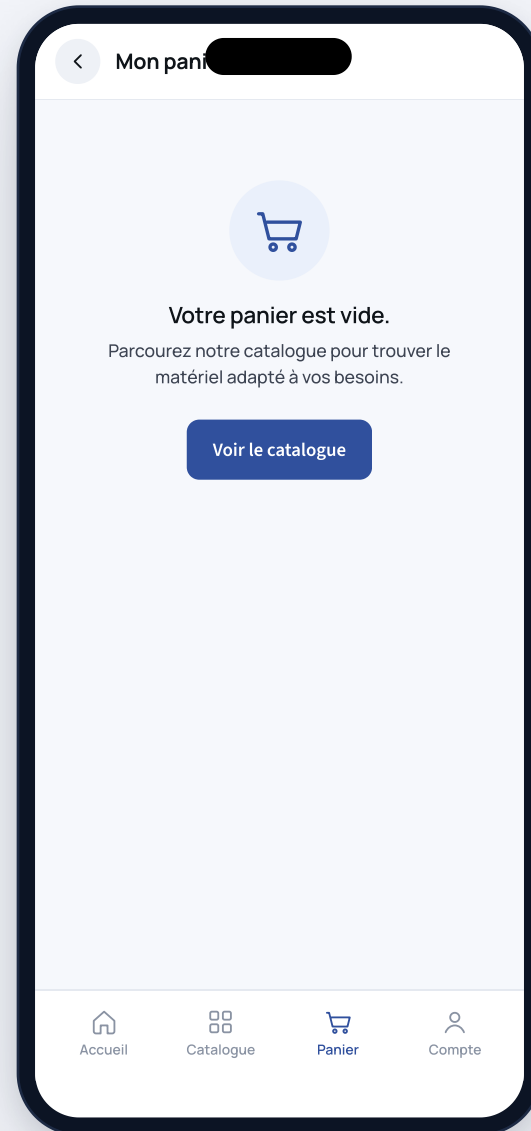 Mon pani
Votre panier est vide.
Parcourez notre catalogue pour trouver le
matériel adapté à vos besoins.
Voir le catalogue
Accueil
Catalogue
Panier
Compte